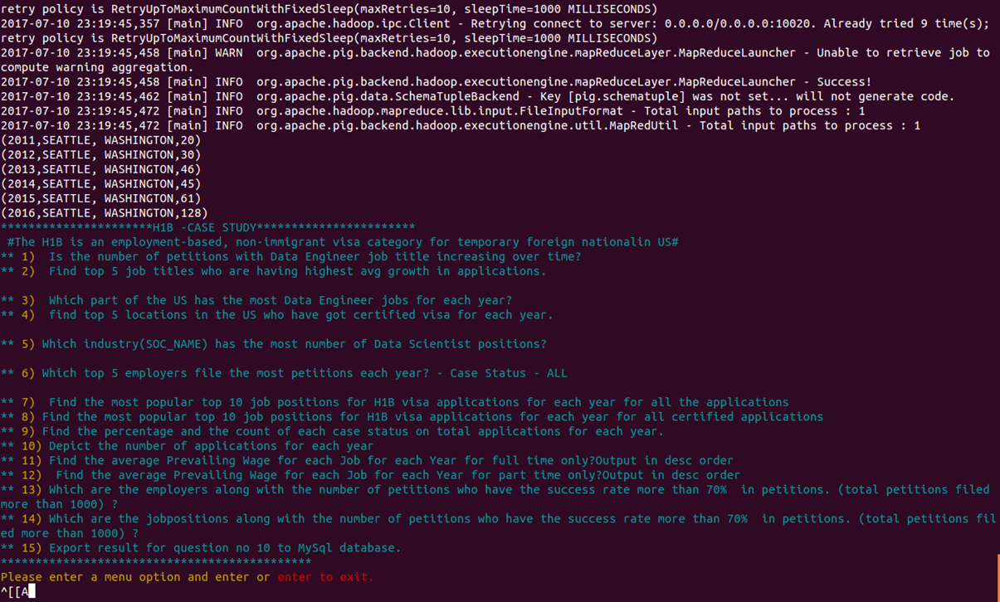 retry policy is RetryUpToMaximumCountWithFixedSleep(maxRetries=10, sleepTime=1000 MILLISECONDS)
2017-07-10 23:19:45,357 [main] INFO  org.apache.hadoop.ipc.Client - Retrying connect to server: 0.0.0.0/0.0.0.0:10020. Already tried 9 time(s);
retry policy is RetryUpToMaximumCountWithFixedSleep(maxRetries=10, sleepTime=1000 MILLISECONDS)
2017-07-10 23:19:45,458 [main] WARN  org.apache.pig.backend.hadoop.executionengine.mapReduceLayer.MapReduceLauncher - Unable to retrieve job to
compute warning aggregation.
2017-07-10 23:19:45,458 [main] INFO  org.apache.pig.backend.hadoop.executionengine.mapReduceLayer.MapReduceLauncher - Success!
2017-07-10 23:19:45,462 [main] INFO  org.apache.pig.data.SchemaTupleBackend - Key [pig.schematuple] was not set... will not generate code.
2017-07-10 23:19:45,472 [main] INFO  org.apache.hadoop.mapreduce.lib.input.FileInputFormat - Total input paths to process : 1
2017-07-10 23:19:45,472 [main] INFO  org.apache.pig.backend.hadoop.executionengine.util.MapRedUtil - Total input paths to process : 1
(2011,SEATTLE, WASHINGTON,20)
(2012,SEATTLE, WASHINGTON,30)
(2013,SEATTLE, WASHINGTON,46)
(2014,SEATTLE, WASHINGTON,45)
(2015,SEATTLE, WASHINGTON,61)
(2016,SEATTLE, WASHINGTON,128)
**********************H1B -CASE STUDY***********************
 #The H1B is an employment-based, non-immigrant visa category for temporary foreign nationalin US#
** 1)  Is the number of petitions with Data Engineer job title increasing over time?
** 2)  Find top 5 job titles who are having highest avg growth in applications.
** 3)  Which part of the US has the most Data Engineer jobs for each year?
** 4)  find top 5 locations in the US who have got certified visa for each year.
** 5) Which industry(SOC_NAME) has the most number of Data Scientist positions?
** 6) Which top 5 employers file the most petitions each year? - Case Status - ALL
** 7)  Find the most popular top 10 job positions for H1B visa applications for each year for all the applications
** 8) Find the most popular top 10 job positions for H1B visa applications for each year for all certified applications
** 9) Find the percentage and the count of each case status on total applications for each year.
** 10) Depict the number of applications for each year
** 11) Find the average Prevailing Wage for each Job for each Year for full time only?Output in desc order
** 12)  Find the average Prevailing Wage for each Job for each Year for part time only?Output in desc order
** 13) Which are the employers along with the number of petitions who have the success rate more than 70%  in petitions. (total petitions filed
more than 1000) ?
** 14) Which are the jobpositions along with the number of petitions who have the success rate more than 70%  in petitions. (total petitions fil
ed more than 1000) ?
** 15) Export result for question no 10 to MySql database.
*********************************************
Please enter a menu option and enter or enter to exit.
^[[A